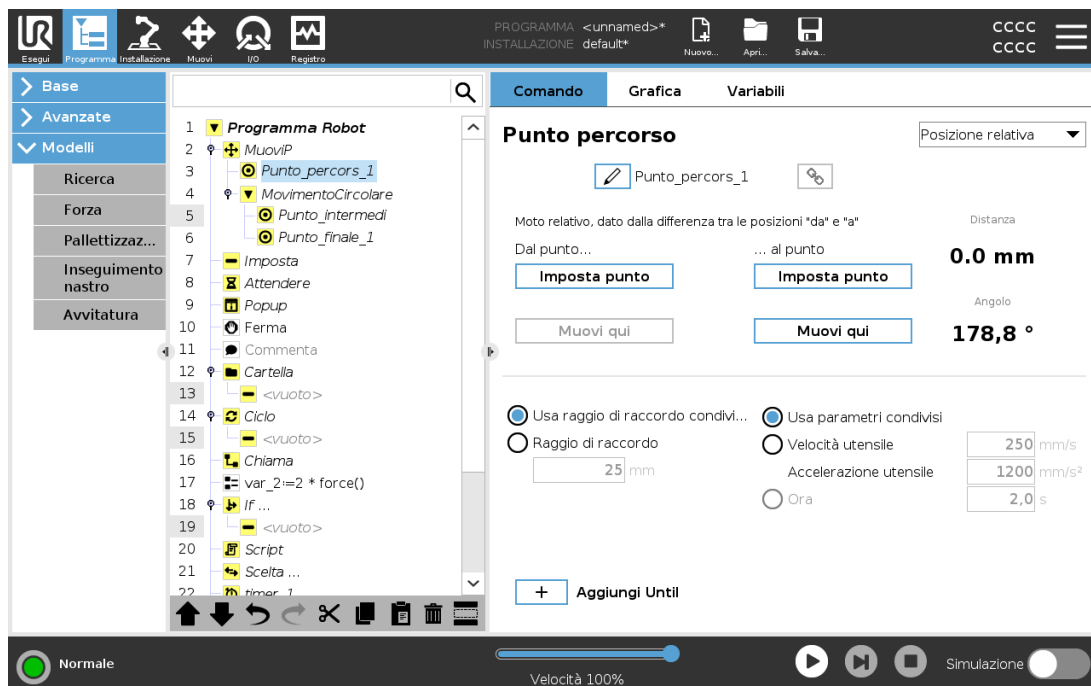 PROGRAMMA <unnamed>*
INSTALLAZIONE default*
UR
Esegui
Programma
Installazione
Muovi
I/O
Registro
Nuovo...
Apri...
Salva...
CCCC
CCCC
Base
Avanzate
Modelli
Ricerca
Forza
Pallettizzaz...
Inseguimento
nastro
Avvitatura
1 Programma Robot
2 MuoviP
3 Punto_percors_1
4 MovimentoCircolare
5 Punto_intermedi
6 Punto_finale_1
7 Imposta
8 Attendere
9 Popup
10 Ferma
11 Commenta
12 Cartella
13 <vuoto>
14 Ciclo
15 <vuoto>
16 Chiama
17 var_2:=2 * force()
18 If ...
19 <vuoto>
20 Script
21 Scelta ...
22 timer_1
Comando Grafica Variabili
Punto percorso
Posizione relativa
Punto_percors_1
Moto relativo, dato dalla differenza tra le posizioni "da" e "a"
Distanza
Dal punto... ... al punto
0.0 mm
Imposta punto Imposta punto
Angolo
Muovi qui Muovi qui
178,8 °
Usa raggio di raccordo condivi... Usa parametri condivisi
Raggio di raccordo Velocità utensile 250 mm/s
25 mm Accelerazione utensile 1200 mm/s²
Ora 2,0 s
+ Aggiungi Until
Normale
Velocità 100%
Simulazione